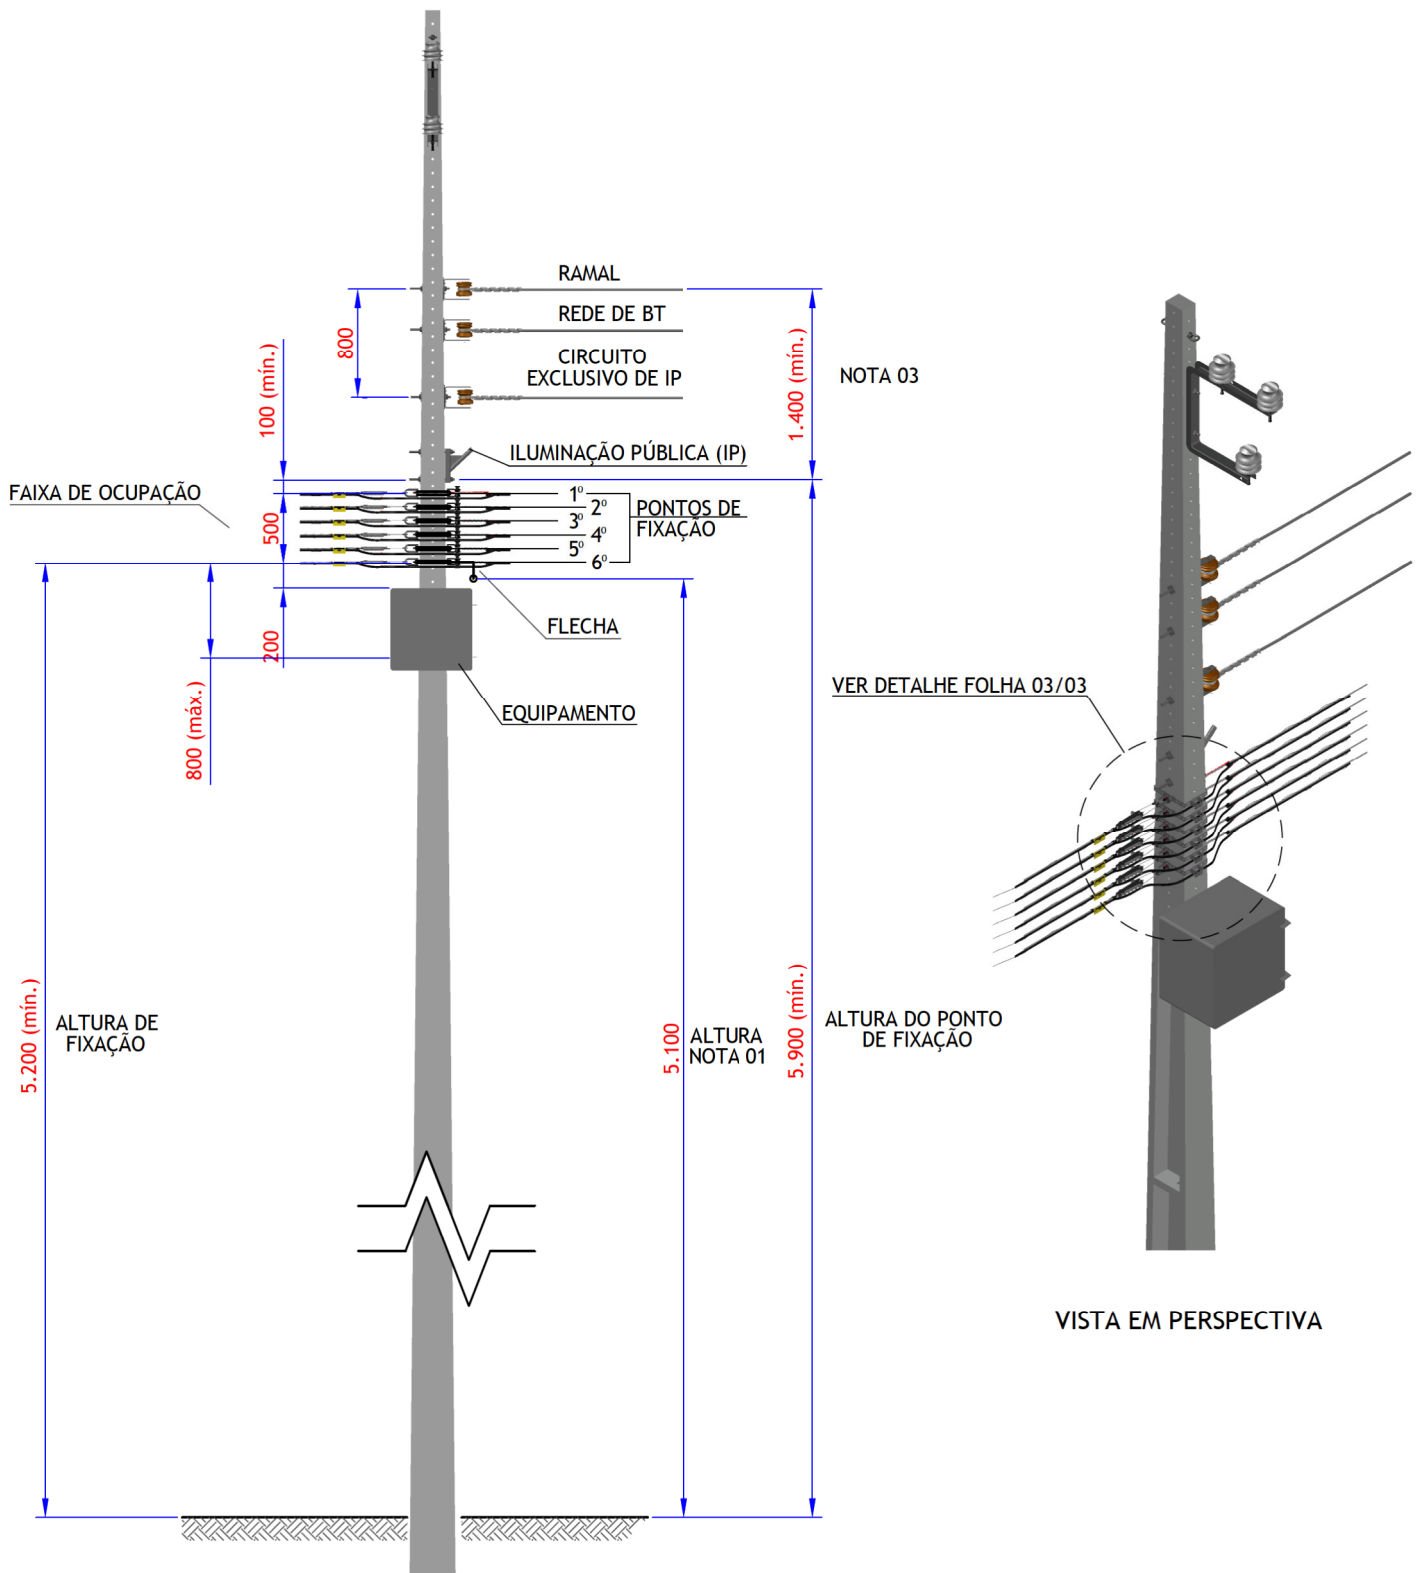 RAMAL
REDE DE BT
CIRCUITO
EXCLUSIVO DE IP
800
100 (mín.)
1.400 (mín.)
NOTA 03
ILUMINAÇÃO PÚBLICA (IP)
FAIXA DE OCUPAÇÃO
500
1º
2º
3º
4º
5º
6º
PONTOS DE
FIXAÇÃO
FLECHA
200
800 (máx.)
EQUIPAMENTO
VER DETALHE FOLHA 03/03
5.200 (mín.)
ALTURA DE
FIXAÇÃO
5.100
ALTURA
NOTA 01
5.900 (mín.)
ALTURA DO PONTO
DE FIXAÇÃO
VISTA EM PERSPECTIVA